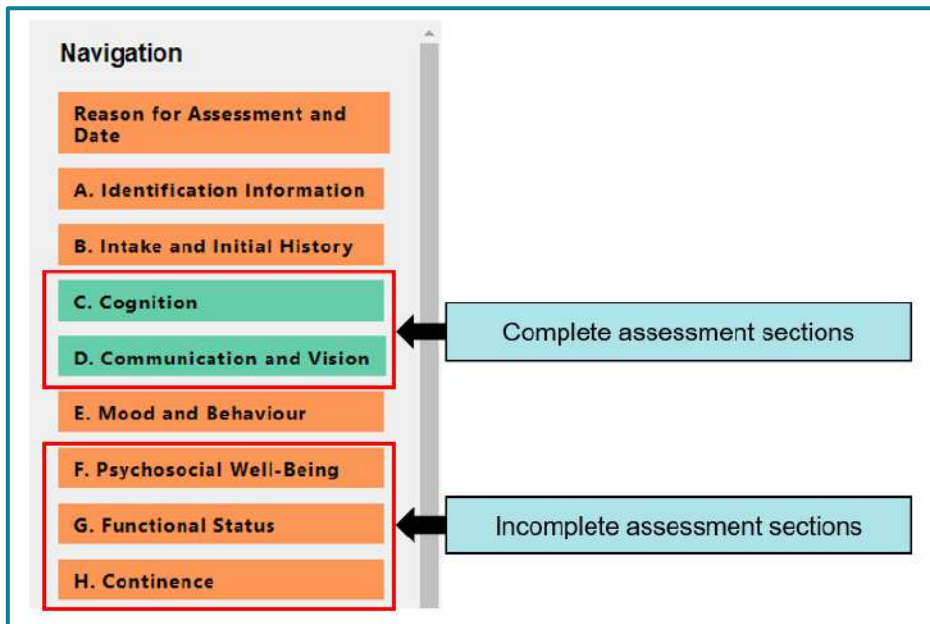 Navigation
Reason for Assessment and
Date
A. Identification Information
B. Intake and Initial History
C. Cognition
D. Communication and Vision
Complete assessment sections
E. Mood and Behaviour
F. Psychosocial Well-Being
G. Functional Status
Incomplete assessment sections
H. Continence